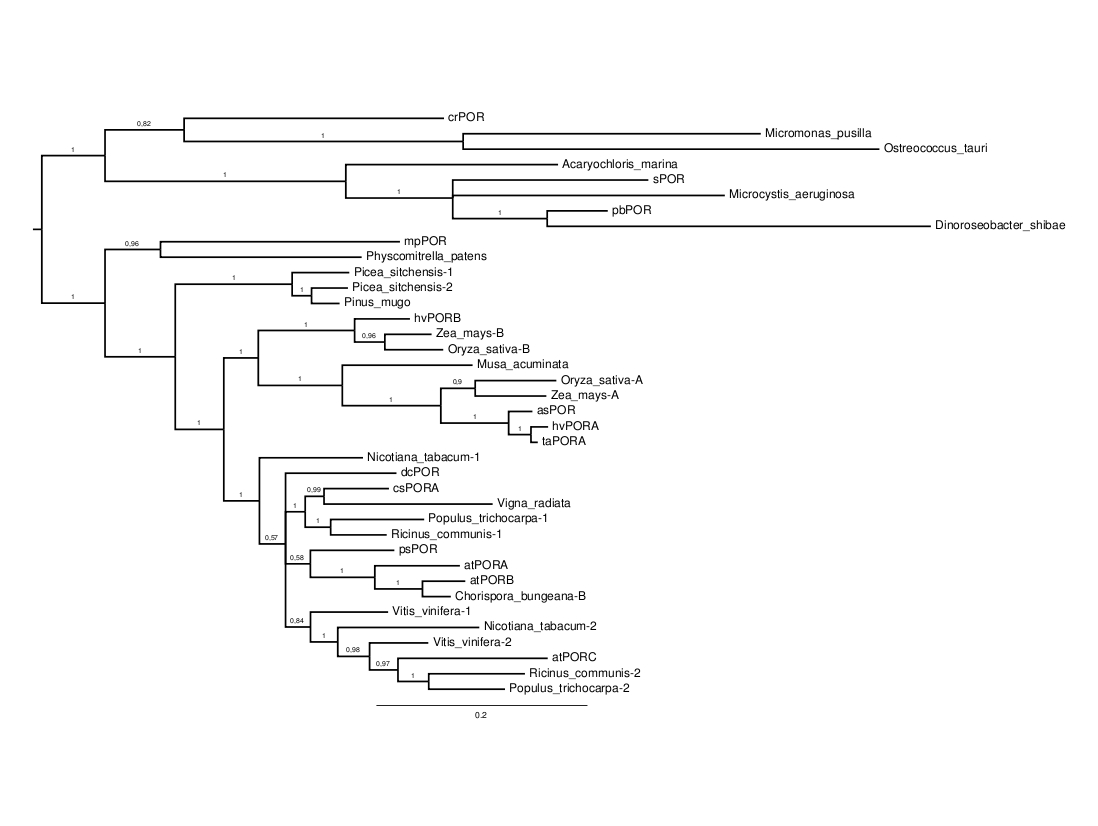 crPOR
0,82
1
Micromonas_pusilla
1
Ostreococcus_tauri
Acaryochloris_marina
1
sPOR
1
Microcystis_aeruginosa
1
pbPOR
Dinoroseobacter_shibae
0,96
mpPOR
Physcomitrella_patens
1
Picea_sitchensis-1
1
Picea_sitchensis-2
1
Pinus_mugo
1
hvPORB
0,96
Zea_mays-B
1
1
Oryza_sativa-B
Musa_acuminata
1
0,9
Oryza_sativa-A
Zea_mays-A
1
asPOR
1
hvPORA
1
1
taPORA
Nicotiana_tabacum-1
dcPOR
0,99
csPORA
1
1
Vigna_radiata
1
Populus_trichocarpa-1
0,57
Ricinus_communis-1
0,58
psPOR
1
atPORA
1
atPORB
Chorispora_bungeana-B
0,84
Vitis_vinifera-1
1
Nicotiana_tabacum-2
0,98
Vitis_vinifera-2
0,97
atPORC
1
Ricinus_communis-2
Populus_trichocarpa-2
0.2